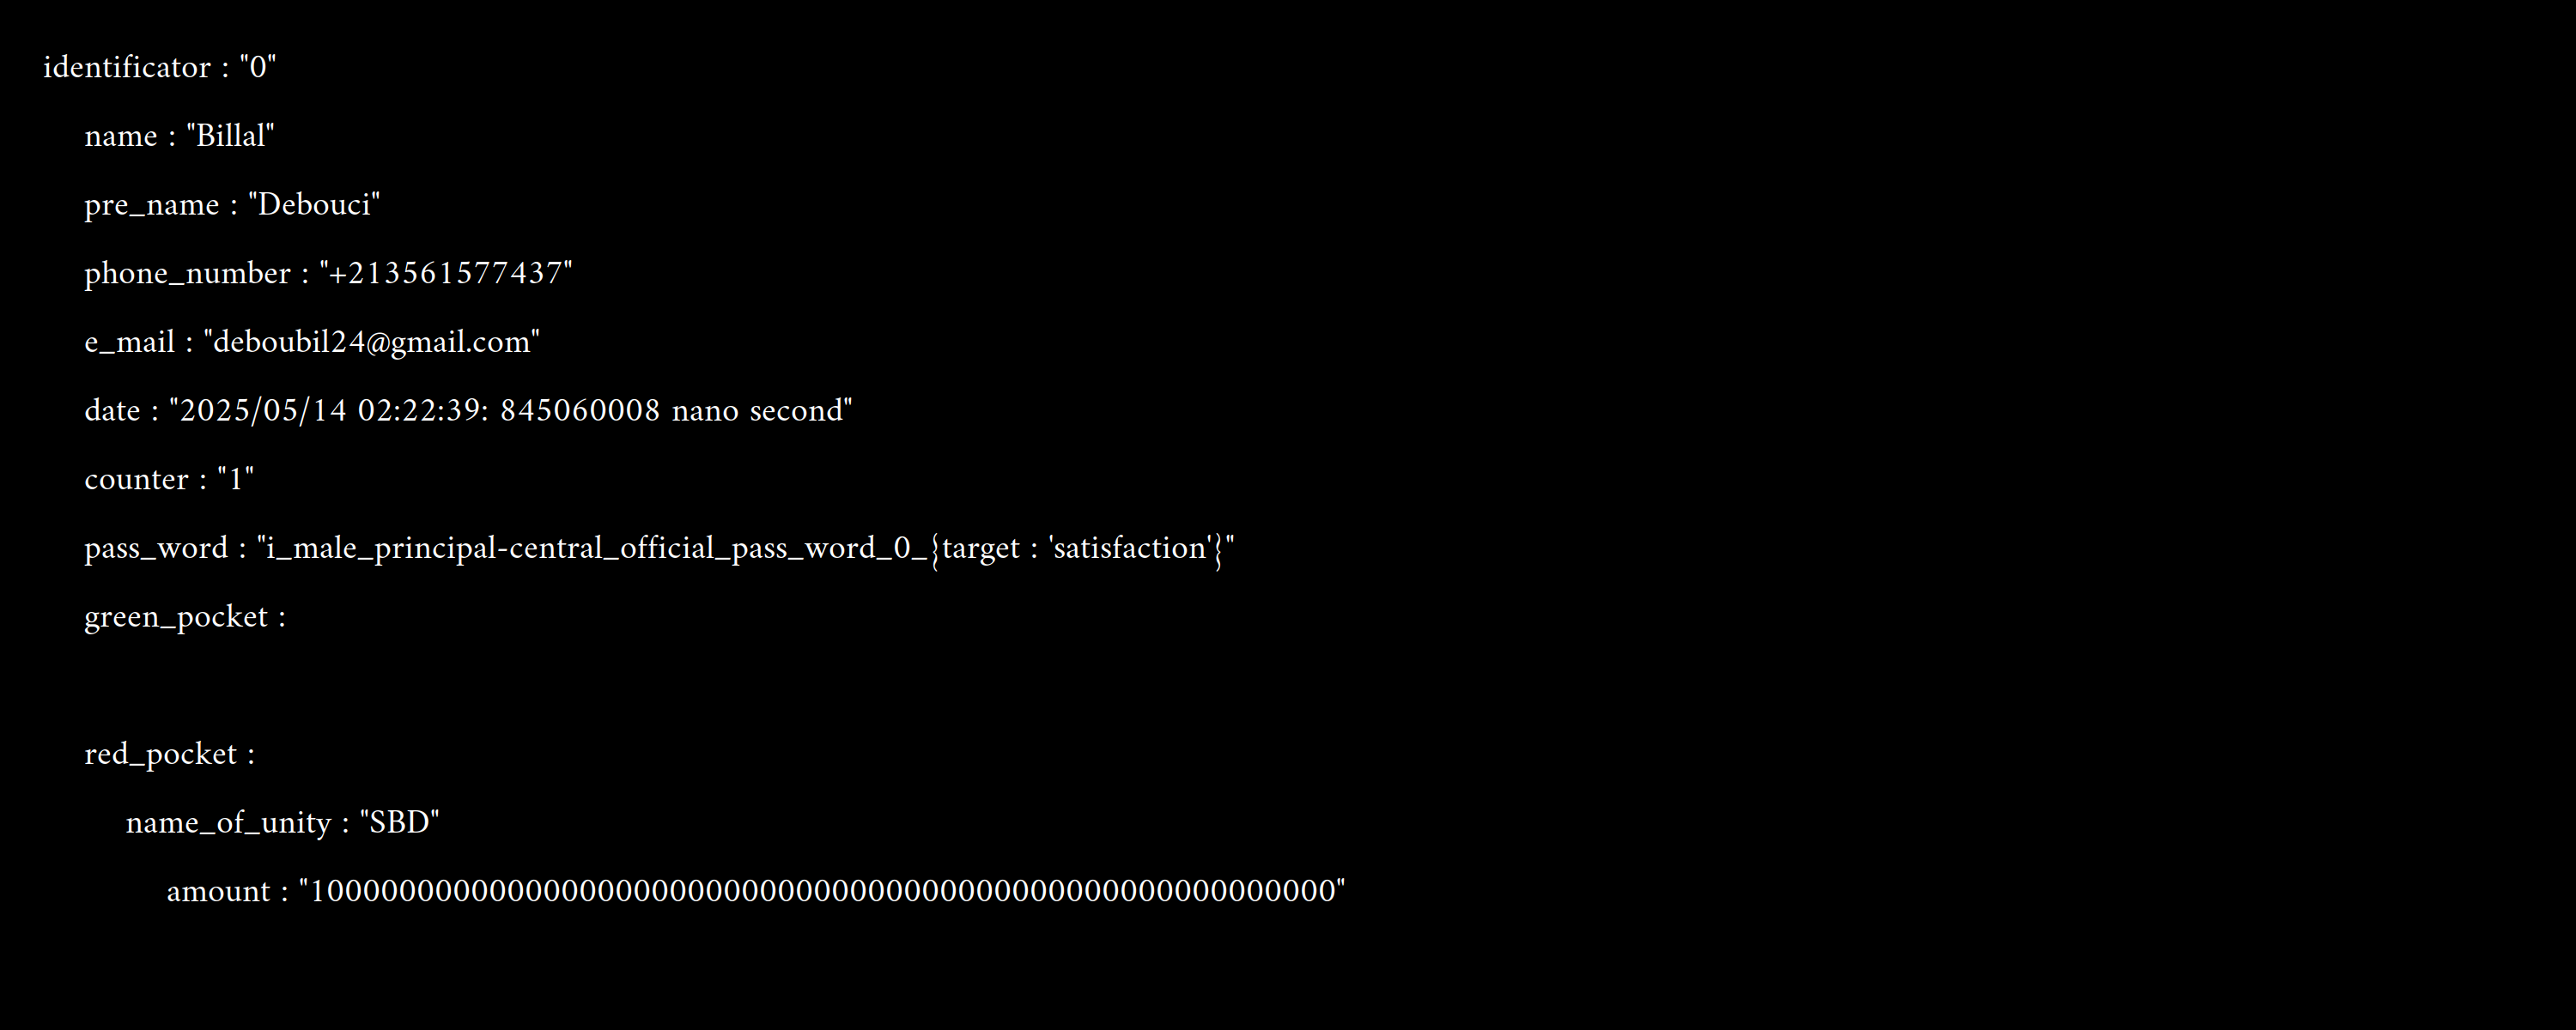 identificator : "0"
name : "Billal"
pre_name : "Debouci"
phone_number : "+213561577437"
e_mail : "deboubil24@gmail.com"
date : "2025/05/14 02:22:39: 845060008 nano second"
counter : "1"
pass_word : "i_male_principal-central_official_pass_word_0_{target : 'satisfaction'}"
green_pocket :
red_pocket :
name_of_unity : "SBD"
amount : "100000000000000000000000000000000000000000000000000000000"